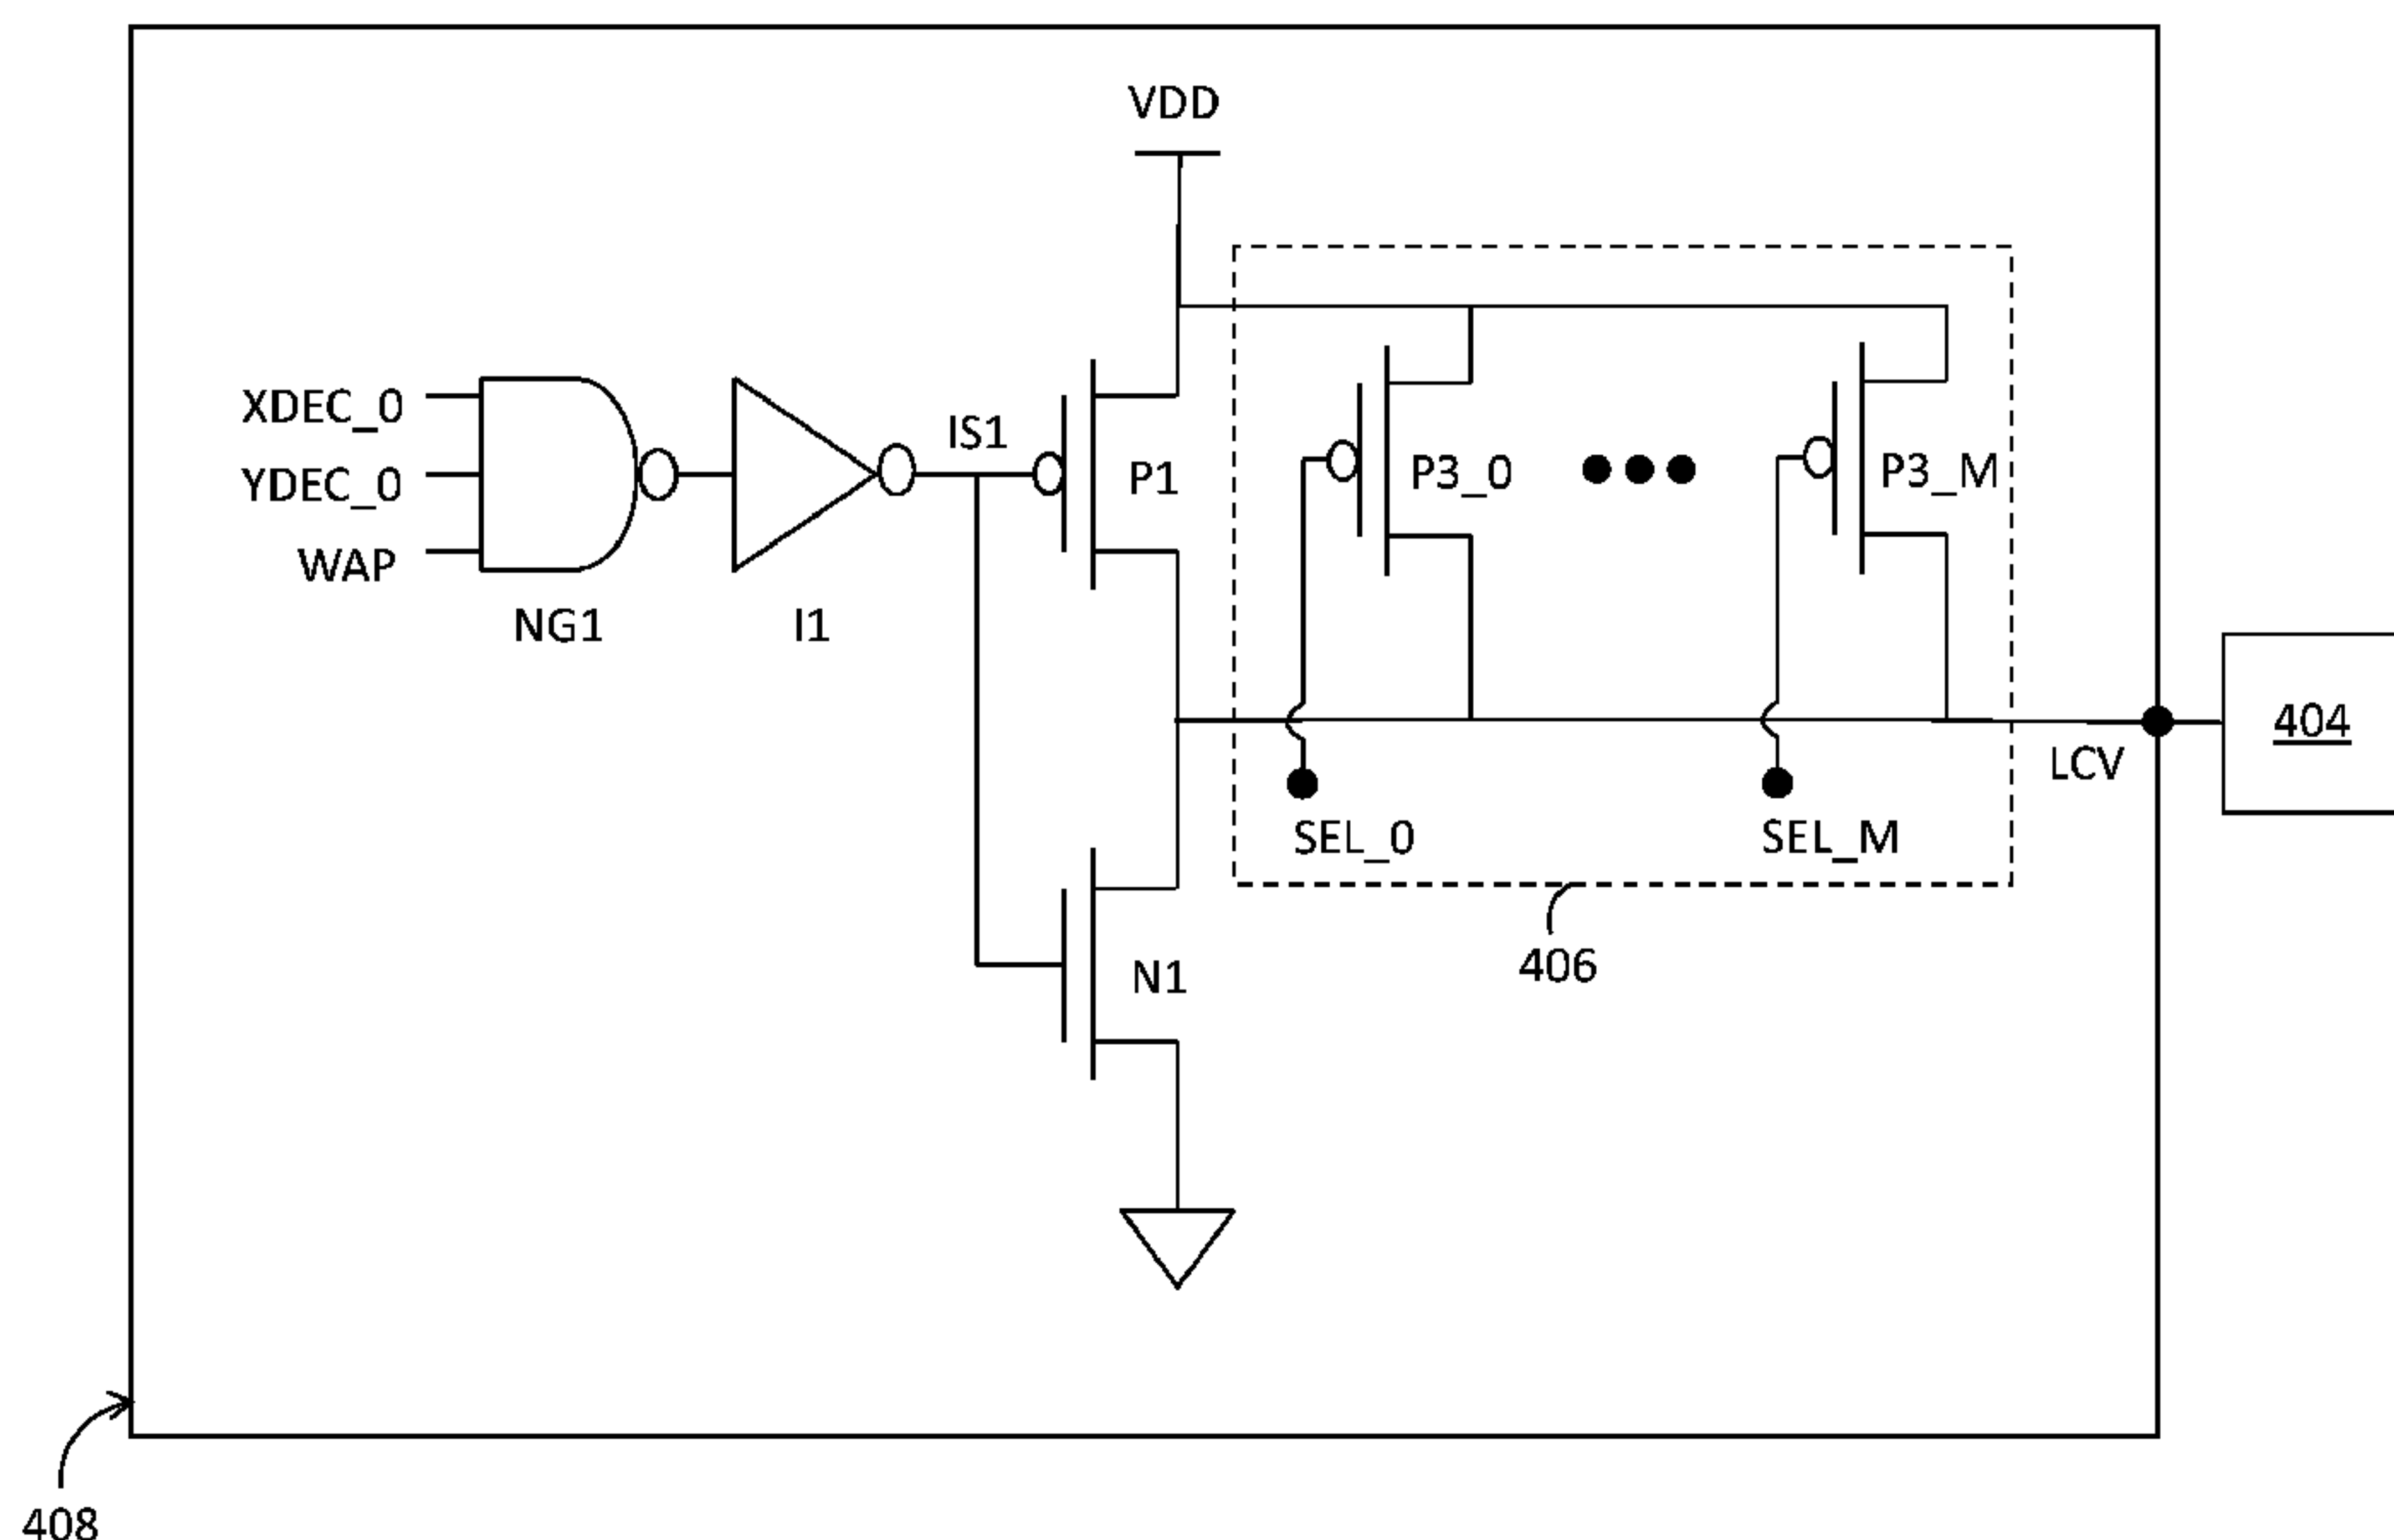 VDD
XDEC_0
YDEC_0
WAP
NG1
I1
IS1
P1
P3_0
P3_M
404
LCV
SEL_0
SEL_M
406
N1
408